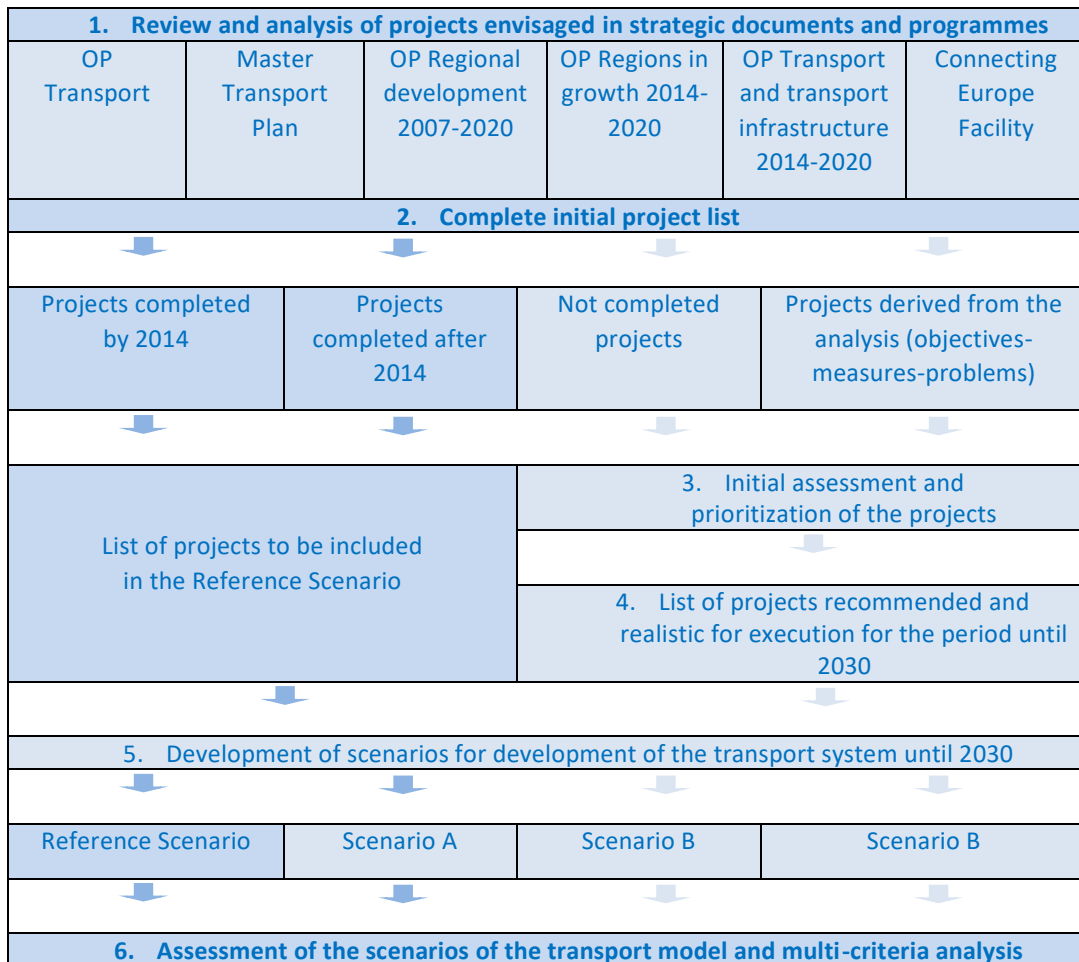 1. Review and analysis of projects envisaged in strategic documents and programmes
OP
Transport
Master
Transport
Plan
OP Regional
development
2007-2020
OP Regions in
growth 2014-
2020
OP Transport
and transport
infrastructure
2014-2020
Connecting
Europe
Facility
2. Complete initial project list
Projects completed
by 2014
Projects
completed after
2014
Not completed
projects
Projects derived from the
analysis (objectives-
measures-problems)
List of projects to be included
in the Reference Scenario
3. Initial assessment and
prioritization of the projects
4. List of projects recommended and
realistic for execution for the period until
2030
5. Development of scenarios for development of the transport system until 2030
Reference Scenario
Scenario A
Scenario B
Scenario B
6. Assessment of the scenarios of the transport model and multi-criteria analysis